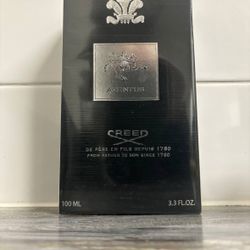 AVENTUS
CREED
DE PÈRE EN FILS DEPUIS 1760
FROM FATHER TO SON SINCE 1760
100 ML 3.3 FL.OZ.